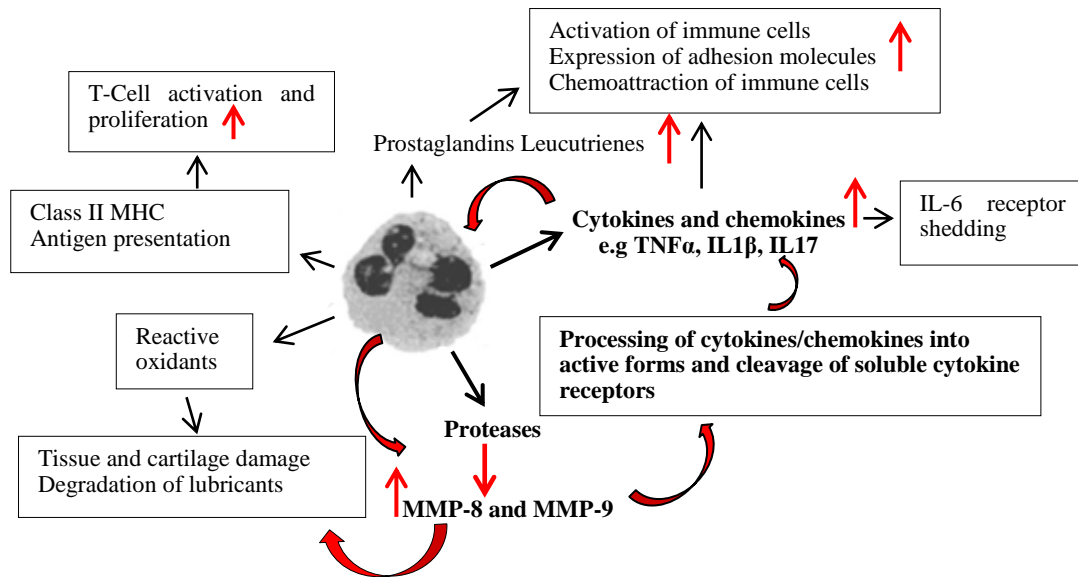 Activation of immune cells
Expression of adhesion molecules
Chemoattraction of immune cells
T-Cell activation and
proliferation
Prostaglandins Leucutrienes
Class II MHC
Antigen presentation
Cytokines and chemokines
e.g TNFα, IL1β, IL17
IL-6 receptor
shedding
Reactive
oxidants
Processing of cytokines/chemokines into
active forms and cleavage of soluble cytokine
receptors
Proteases
Tissue and cartilage damage
Degradation of lubricants
MMP-8 and MMP-9